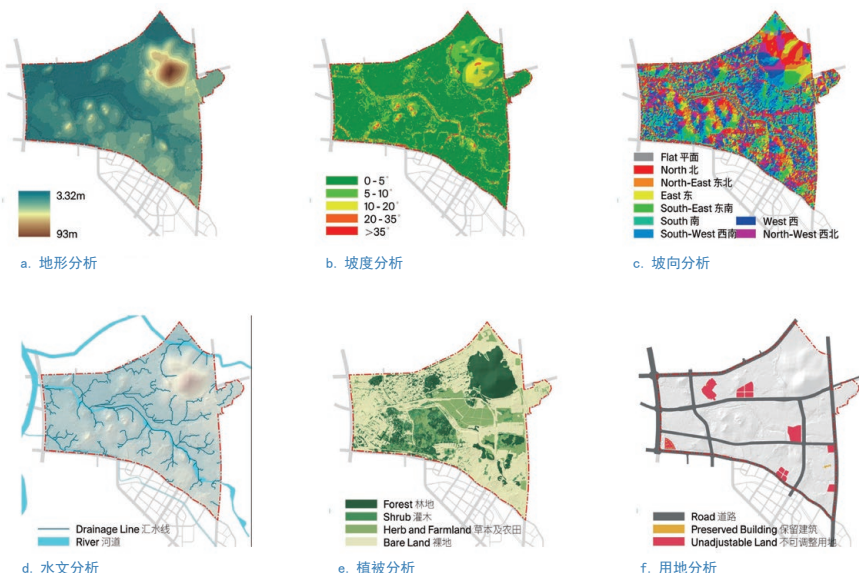 3.32m
93m
a. 地形分析
0 - 5°
5 - 10°
10 - 20°
20 - 35°
>35°
b. 坡度分析
Flat 平面
North 北
North-East 东北
East 东
South-East 东南
South 南
South-West 西南
West 西
North-West 西北
c. 坡向分析
Drainage Line 汇水线
River 河道
d. 水文分析
Forest 林地
Shrub 灌木
Herb and Farmland 草本及农田
Bare Land 裸地
e. 植被分析
Road 道路
Preserved Building 保留建筑
Unadjustable Land 不可调整用地
f. 用地分析